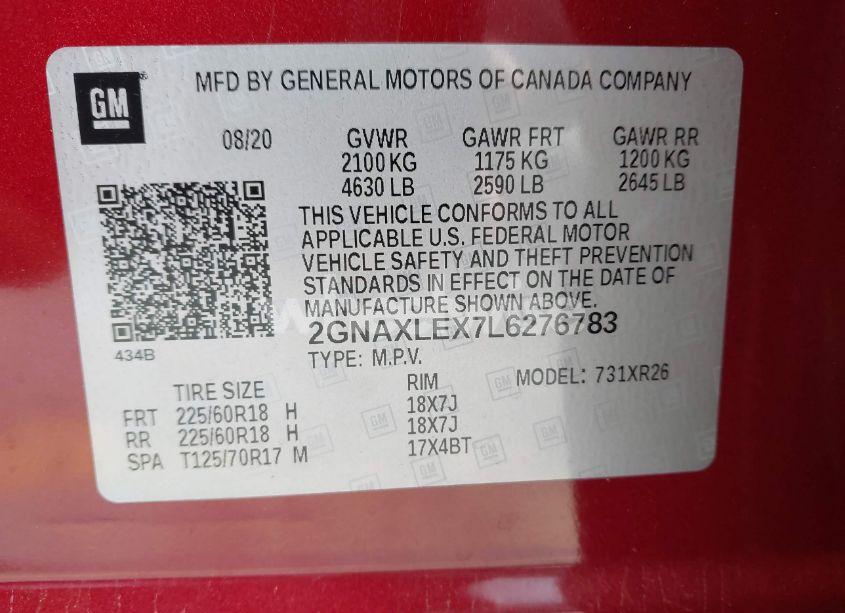 GM
MFD BY GENERAL MOTORS OF CANADA COMPANY
08/20 GVWR GAWR FRT GAWR RR
2100 KG 1175 KG 1200 KG
4630 LB 2590 LB 2645 LB
THIS VEHICLE CONFORMS TO ALL
APPLICABLE U.S. FEDERAL MOTOR
VEHICLE SAFETY AND THEFT PREVENTION
STANDARDS IN EFFECT ON THE DATE OF
MANUFACTURE SHOWN ABOVE.
2GNAXLEX7L6276783
434B
TYPE: M.P.V.
TIRE SIZE RIM MODEL: 731XR26
FRT 225/60R18 H 18X7J
RR 225/60R18 H 18X7J
SPA T125/70R17 M 17X4BT